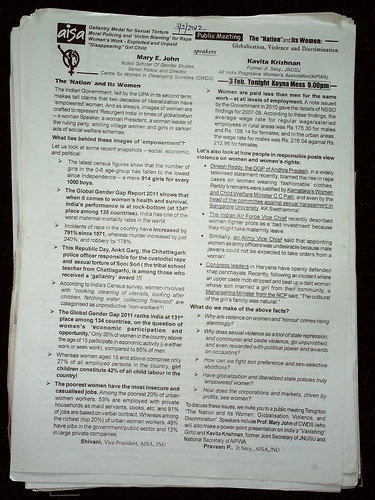 3/2/2012
aisa
Gallantry Medal for Sexual Torture
Moral Policing and 'Victim Blaming' for Rape
Women's Work - Exploited and Unpaid
"Disappearing" Girl Child
Public Meeting
The "Nation" and Its Women:
Globalisation, Violence and Discrimination
speakers
Mary E. John
Noted Scholar of Gender Studies
Senior Fellow and Director
Centre for Women in Developing Societies (CWDS)
Kavita Krishnan
Former Jt. Secy., JNUSU
All India Progressive Women's Association(AIPWA)
3 Feb. Tonight Koyna Mess 9.00pm
The 'Nation' and Its Women
The Indian Government, led by the UPA in its second term,
makes tall claims that two decades of liberalization have
empowered women. And as always, images of women are
crafted to represent 'Resurgent India' in times of globalization
- a woman Speaker, a woman President, a woman leader of
the ruling party, smiling village women and girls in sarkari
ads of social welfare schemes.
What lies behind these images of 'empowerment'?
Let us look at some recent snapshots - social, economic,
and political:
The latest census figures show that the number of girls
in the 0-6 age-group has fallen to the lowest
since Independence - a mere 914 girls for every
1000 boys.
The Global Gender Gap Report 2011 shows that
when it comes to women's health and survival,
India's performance is at rock-bottom (at 134th
place among 135 countries). India has one of the
worst maternal mortality rates in the world.
Incidents of rape in the country have increased by
791% since 1971, whereas murder increased by just
240%, and robbery by 178%.
This Republic Day, Ankit Garg, the Chhattisgarh
police officer responsible for the custodial rape
and sexual torture of Soni Sori (the tribal school
teacher from Chattisgarh), is among those who
received a 'gallantry' award !!!
According to India's Census survey, women involved
with "cooking, cleaning of utensils, looking after
children, fetching water, collecting firewood" are
categorised as unproductive "non-workers"!
The Global Gender Gap 2011 ranks India at 131st
place among 134 countries, on the question of
women's 'economic participation and
opportunity.' Only 36% of women in the country above
the age of 15 participate in economic activity (i.e either
work or seek work), compared to 85% of men.
Whereas women aged 15 and above comprise only
27% of all employed persons in the country, girl
children constitute 42% of all child labour in the
country!
The poorest women have the most insecure and
casualised jobs. Among the poorest 20% of urban
women workers, 53% are employed with private
households as maid servants, cooks, etc, and 91%
of jobs are based on verbal contract. Whereas among
the richest (top 20%) of urban women workers, 48%
have jobs in the government/public sector and 13%
in large private companies.
Shivani, Vice-President, AISA, JNU
Women are paid less than men for the same
work - at all levels of employment. A note issued
by the Government in 2010 gave the details of NSSO
findings for 2007-08. According to these findings, the
average wage rate for regular wage/salaried
employees in rural areas was Rs 175.30 for males
and Rs. 108.14 for females; and in the urban areas,
the wage rate for males was Rs 276.04 against Rs.
212.86 for females.
Let's also look at how people in responsible posts view
violence on women and women's rights:
Dinesh Reddy, the DGP of Andhra Pradesh, in a widely
televised statement recently, blamed the rise in rape
cases on women wearing 'fashionable' clothes.
Reddy's remarks were justified by Karnataka's Women
and Child Welfare Minister C C Patil, and even by the
head of the committee against sexual harassment in
Bangalore University, KK Seethamma!
The Indian Air Force Vice Chief recently described
women fighter pilots as a 'bad investment' because
they might take maternity leave.
Similarly, an Army Vice Chief said that appointing
women as army officers was undesirable because male
jawans could not be expected to take orders from a
woman!
Congress leaders in Haryana have openly defended
khap panchayats. Recently, following an incident where
an upper caste mob stripped and beat up a dalit woman
whose son married a girl from their community, a
Maharashtra Minister from the NCP said, "The outburst
of the girl's family was natural."
What do we make of the above facts?
Why are violence on women and 'honour' crimes rising
alarmingly?
Why does sexual violence as a tool of state repression,
and communal and caste violence, go unpunished,
and even rewarded with political power and awards
on occasions?
How can we fight son preference and sex-selective
abortions?
Have globalization and liberalized state policies truly
'empowered' women?
How does the corporations and market, driven by
profits, see women?
To discuss these issues, we invite you to a public meeting Tonight on
"The Nation and Its Women: Globalisation, Violence, and
Discrimination" Speakers include Prof. Mary John of CWDS (who
will also make a power-point presentation on India's 'Vanishing'
Girls) and Kavita Krishnan, former Joint Secretary of JNUSU and
National Secretary of AIPWA.
Praveen P., Jt.Secy., AISA,JNU